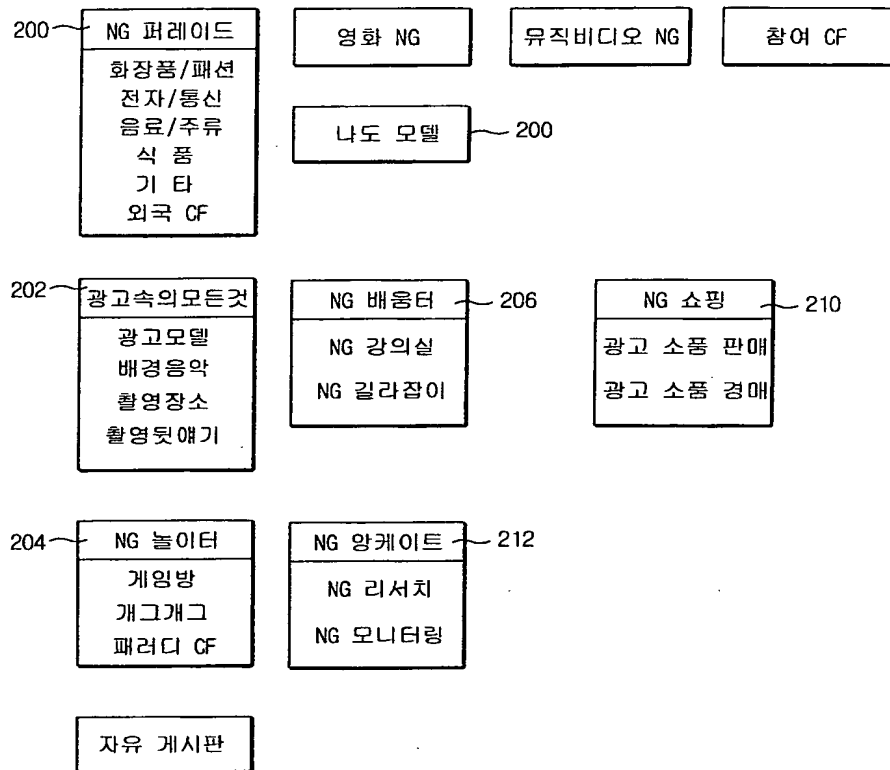 200
NG 퍼레이드
화장품/패션
전자/통신
음료/주류
식 품
기 타
외국 CF
영화 NG
뮤직비디오 NG
참여 CF
나도 모델
200
202
광고속의모든것
광고모델
배경음악
촬영장소
촬영뒷얘기
NG 배움터
206
NG 강의실
NG 길라잡이
NG 쇼핑
210
광고 소품 판매
광고 소품 경매
204
NG 놀이터
게임방
개그개그
패러디 CF
NG 앙케이트
212
NG 리서치
NG 모니터링
자유 게시판